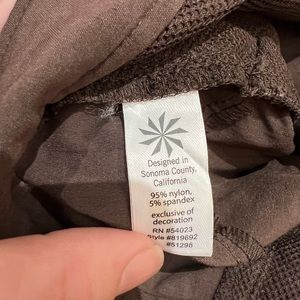 Designed in
Sonoma County,
California
95% nylon,
5% spandex
exclusive of
decoration
RN #54023
Style #819692
#51298